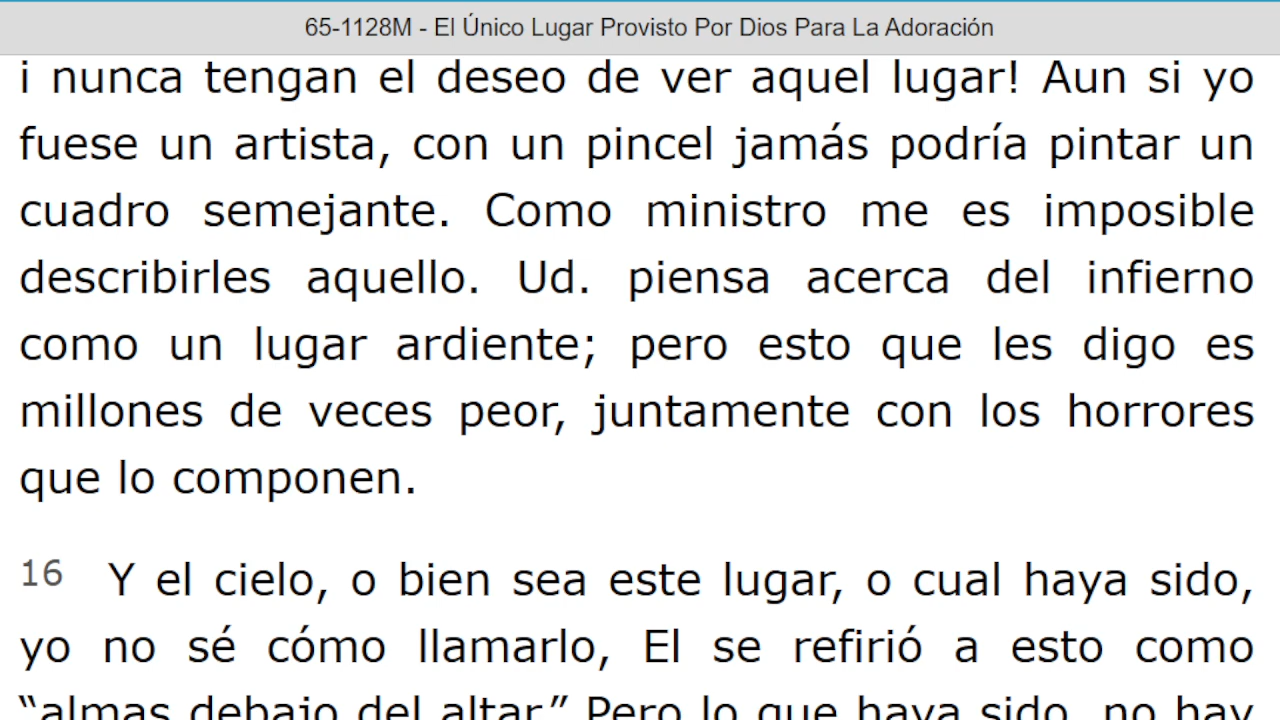 65-1128M - El Único Lugar Provisto Por Dios Para La Adoración
i nunca tengan el deseo de ver aquel lugar! Aun si yo
fuese un artista, con un pincel jamás podría pintar un
cuadro semejante. Como ministro me es imposible
describirles aquello. Ud. piensa acerca del infierno
como un lugar ardiente; pero esto que les digo es
millones de veces peor, juntamente con los horrores
que lo componen.
16 Y el cielo, o bien sea este lugar, o cual haya sido,
yo no sé cómo llamarlo, El se refirió a esto como
“almas debajo del altar.” Pero lo que haya sido, no hay